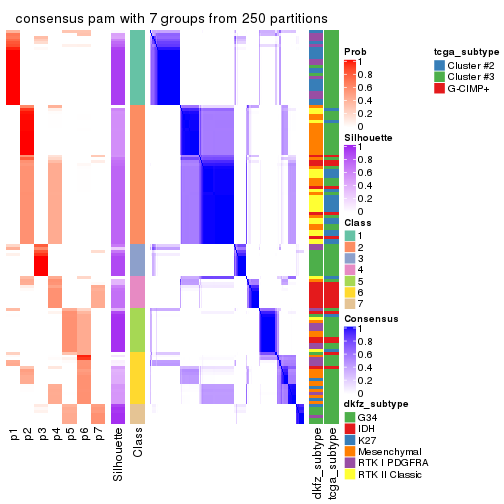 consensus pam with 7 groups from 250 partitions
Prob
1
0.8
0.6
0.4
0.2
0
Silhouette
1
0.8
0.6
0.4
0.2
0
Class
1
2
3
4
5
6
7
Consensus
1
0.8
0.6
0.4
0.2
0
dkfz_subtype
G34
IDH
K27
Mesenchymal
RTK I PDGFRA
RTK II Classic
tcga_subtype
Cluster #2
Cluster #3
G-CIMP+
p1
p2
p3
p4
p5
p6
p7
Silhouette
Class
dkfz_subtype
tcga_subtype